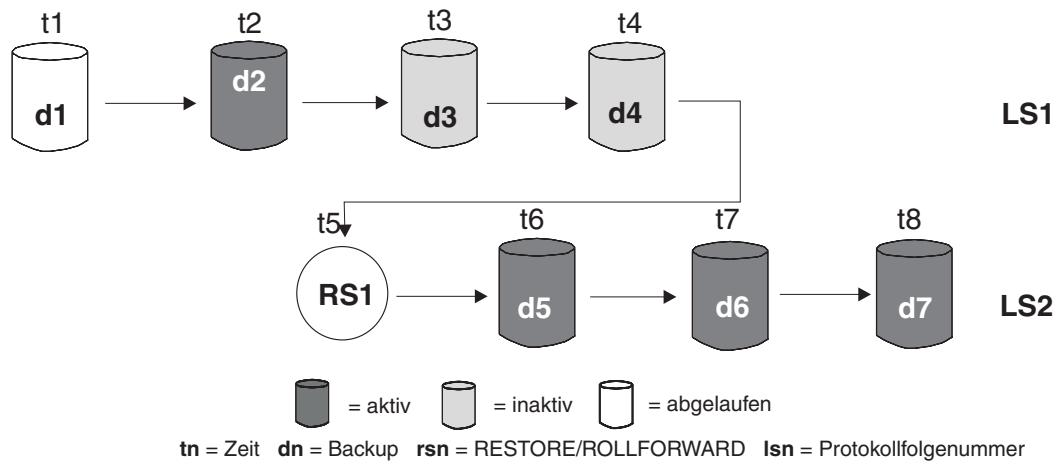 t1 t2 t3 t4
d1 d2 d3 d4 LS1
t5 t6 t7 t8
RS1 d5 d6 d7 LS2
= aktiv = inaktiv = abgelaufen
tn = Zeit dn = Backup rsn = RESTORE/ROLLFORWARD lsn = Protokollfolgenummer